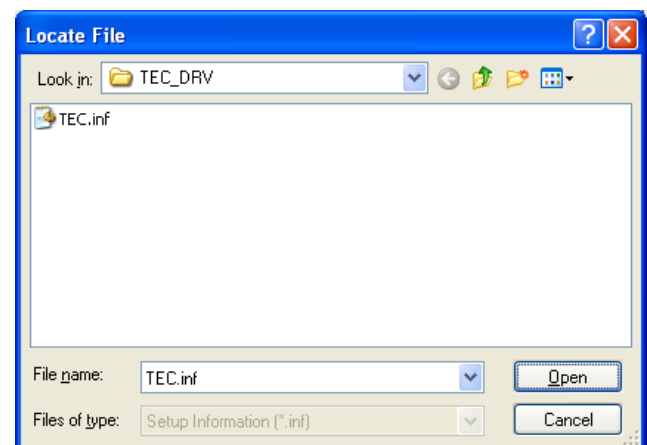 Locate File
Look in: TEC_DRV
TEC.inf
File name: TEC.inf Open
Files of type: Setup Information (*.inf) Cancel